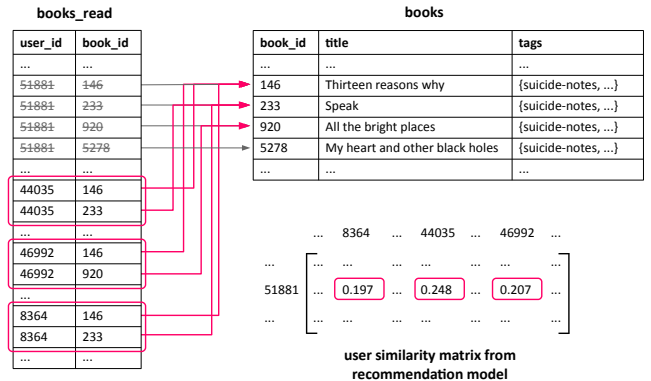 books_read
user_id book_id
... ...
51881 146
51881 233
51881 920
51881 5278
... ...
44035 146
44035 233
... ...
46992 146
46992 920
...
8364 146
8364 233
... ...
books
book_id title tags
... ... ...
146 Thirteen reasons why {suicide-notes, ...}
233 Speak {suicide-notes, ...}
920 All the bright places {suicide-notes, ...}
5278 My heart and other black holes {suicide-notes, ...}
... ... ...
... 8364 ... 44035 ... 46992 ...
... ... ... ... ... ... ... ...
51881 ... 0.197 ... 0.248 ... 0.207 ...
... ... ... ... ... ... ... ...
user similarity matrix from
recommendation model